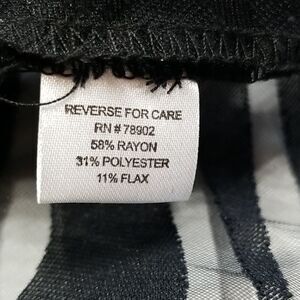 REVERSE FOR CARE
RN # 78902
58% RAYON
31% POLYESTER
11% FLAX